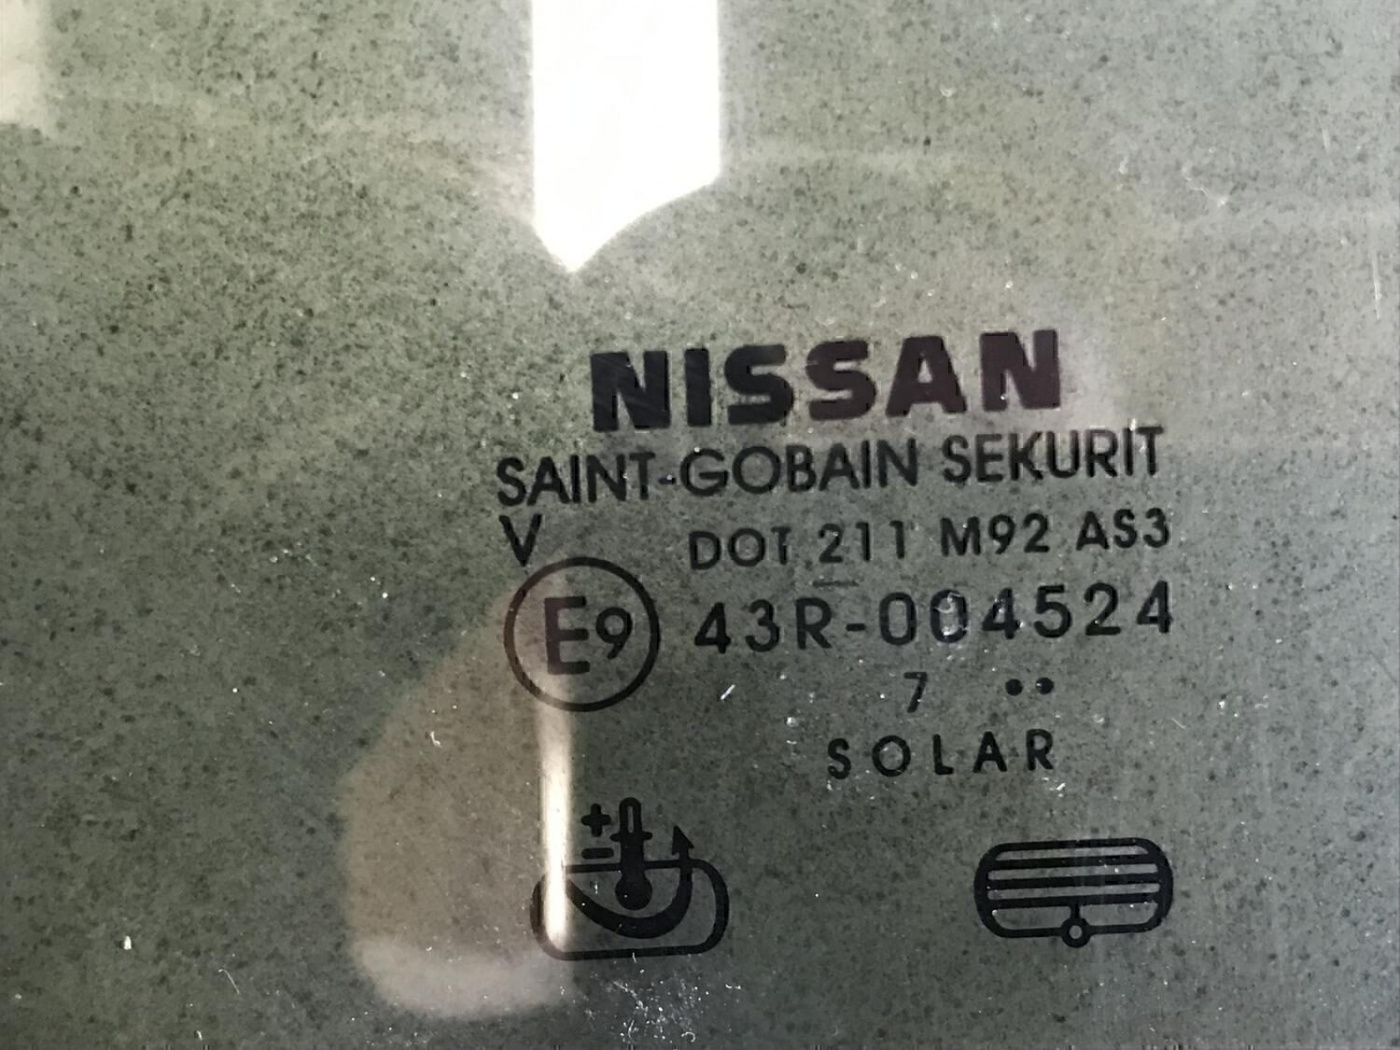 NISSAN
SAINT-GOBAIN SEKURIT
V DOT 211 M92 AS3
E9 43R-004524
7 ••
SOLAR